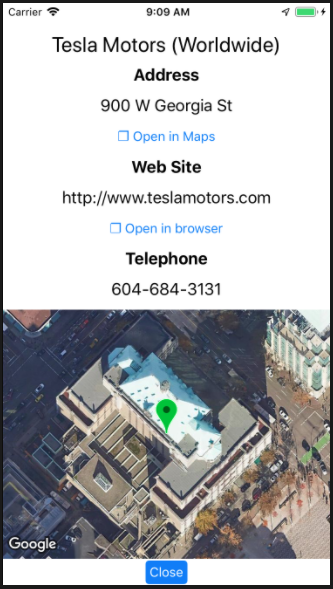 Carrier 9:09 AM
Tesla Motors (Worldwide)
Address
900 W Georgia St
❐ Open in Maps
Web Site
http://www.teslamotors.com
❐ Open in browser
Telephone
604-684-3131
Google
Close